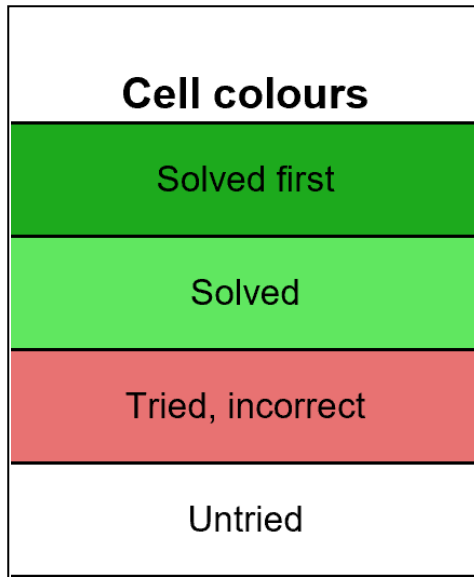 Cell colours
Solved first
Solved
Tried, incorrect
Untried